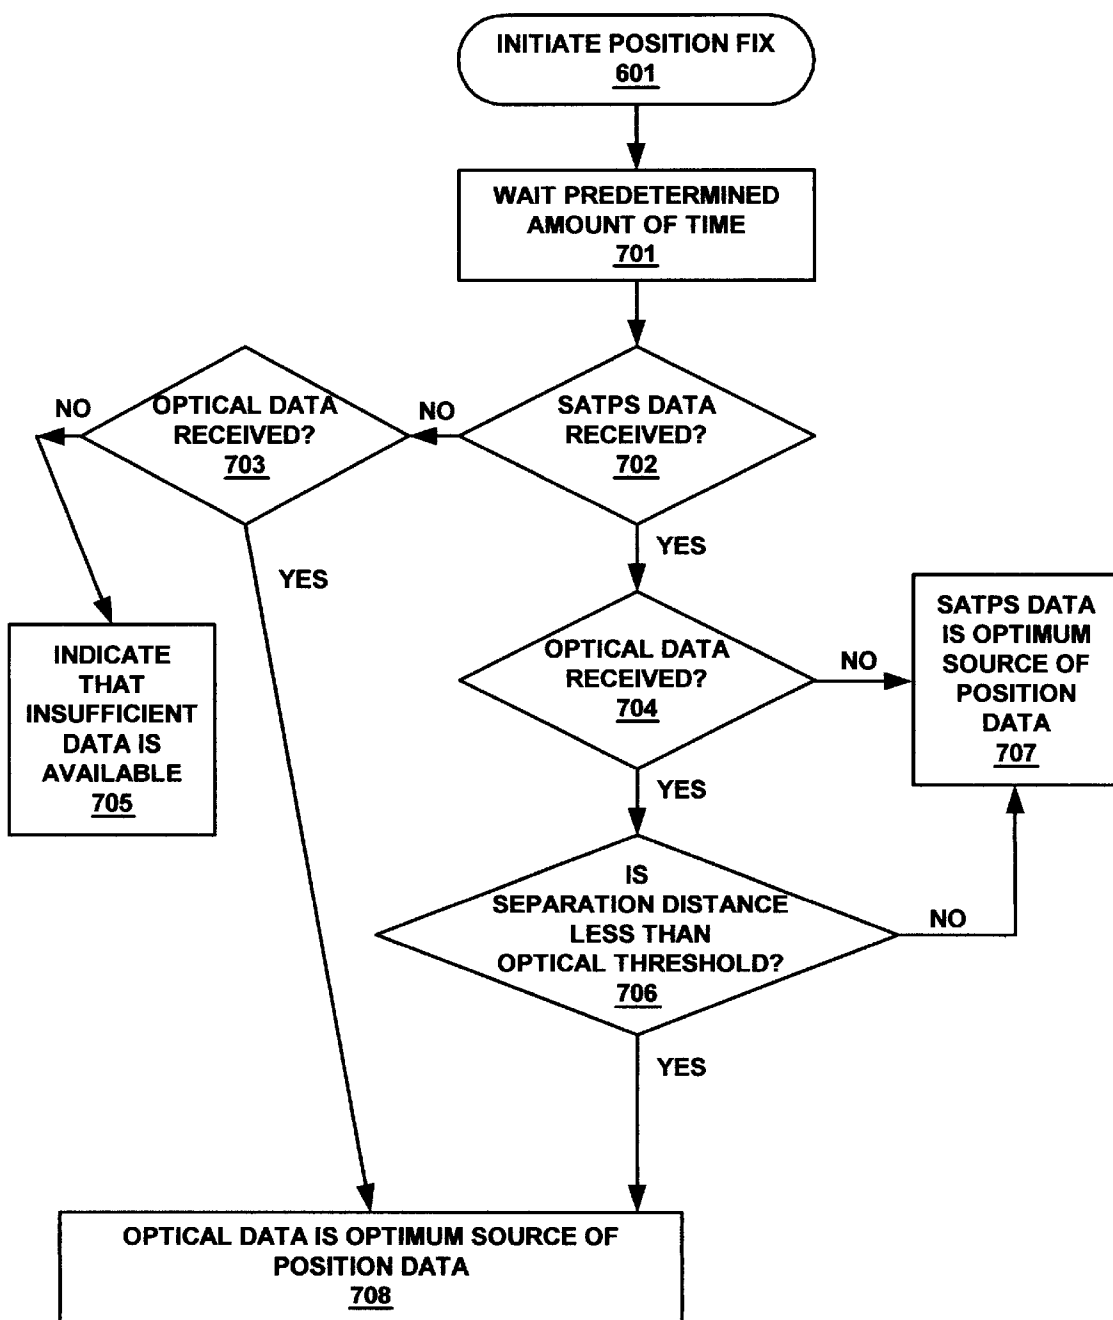 INITIATE POSITION FIX
601
WAIT PREDETERMINED
AMOUNT OF TIME
701
SATPS DATA
RECEIVED?
702
NO
OPTICAL DATA
RECEIVED?
703
NO
YES
YES
INDICATE
THAT
INSUFFICIENT
DATA IS
AVAILABLE
705
OPTICAL DATA
RECEIVED?
704
NO
SATPS DATA
IS OPTIMUM
SOURCE OF
POSITION
DATA
707
YES
IS
SEPARATION DISTANCE
LESS THAN
OPTICAL THRESHOLD?
706
NO
YES
OPTICAL DATA IS OPTIMUM SOURCE OF
POSITION DATA
708